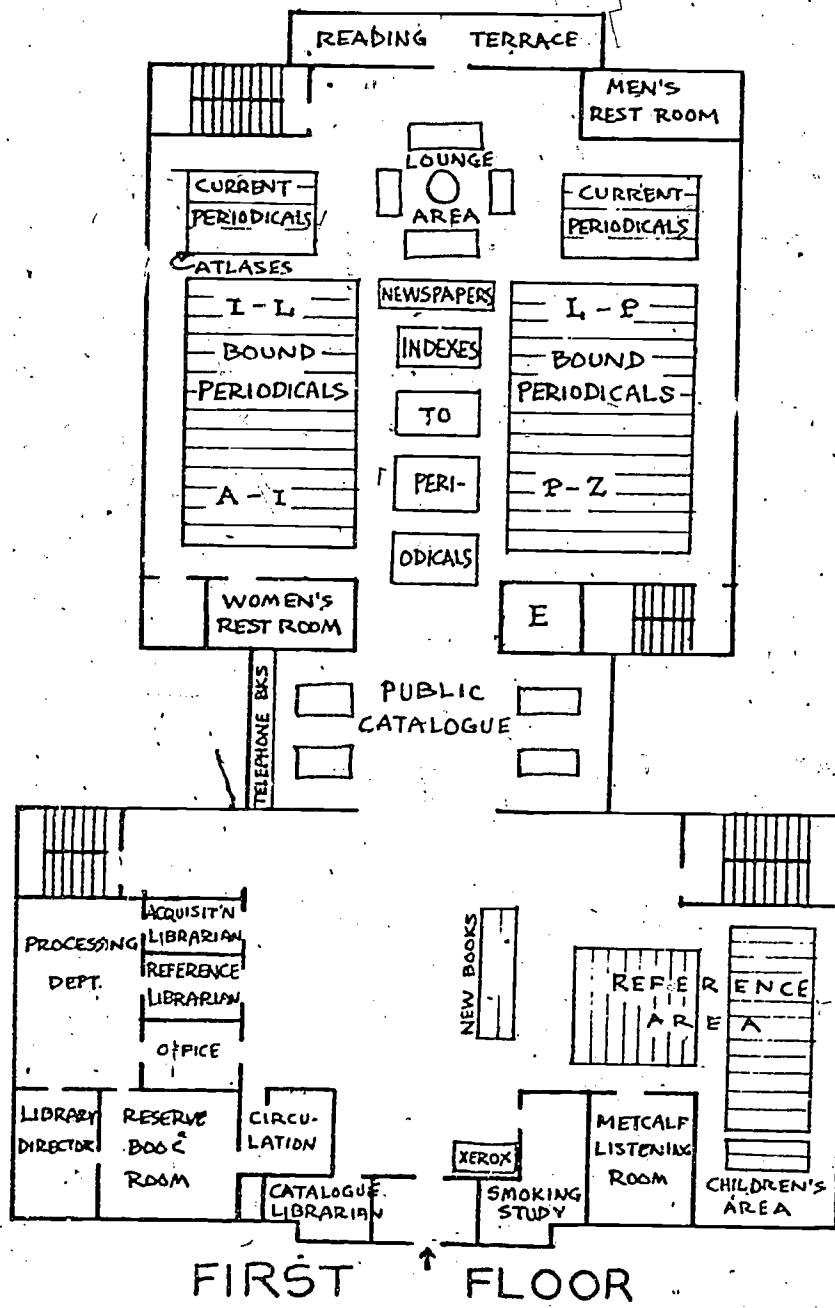 READING TERRACE
MEN'S
REST ROOM
LOUNGE
AREA
CURRENT
PERIODICALS
CURRENT
PERIODICALS
ATLASES
NEWSPAPERS
I - L
BOUND
PERIODICALS
A - I
INDEXES
TO
PERI-
ODICALS
L - P
BOUND
PERIODICALS
P - Z
WOMEN'S
REST ROOM
E
TELEPHONE BKS
PUBLIC
CATALOGUE
PROCESSING
DEPT.
ACQUISIT'N
LIBRARIAN
REFERENCE
LIBRARIAN
OFFICE
NEW BOOKS
REFERENCE
AREA
LIBRARY
DIRECTOR
RESERVE
BOOK
ROOM
CIRCU-
LATION
CATALOGUE
LIBRARIAN
XEROX
SMOKING
STUDY
METCALF
LISTENING
ROOM
CHILDREN'S
AREA
FIRST FLOOR